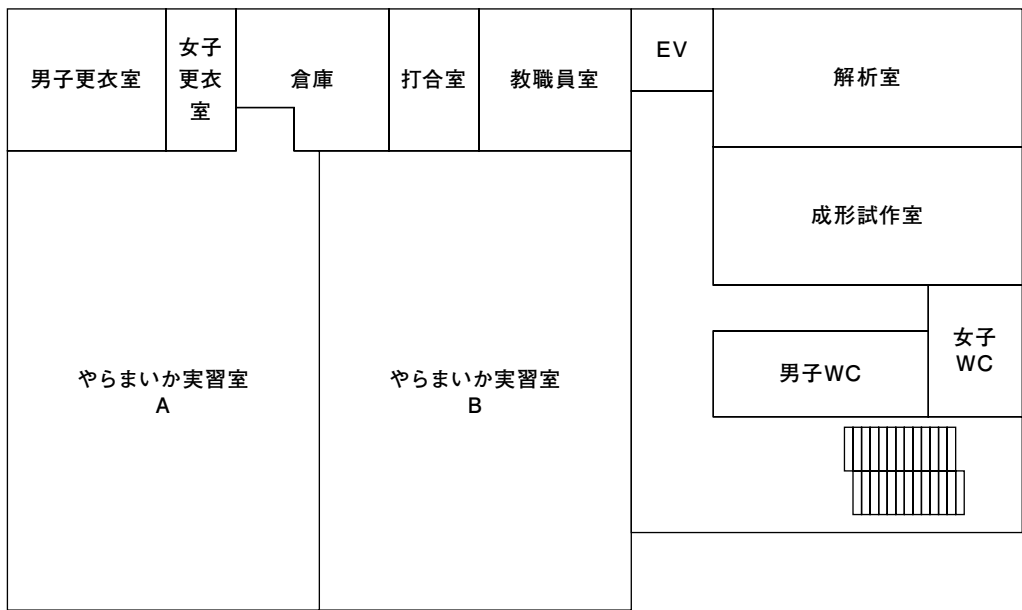 男子更衣室
女子
更衣
室
倉庫
打合室
教職員室
EV
解析室
成形試作室
やらまいか実習室
A
やらまいか実習室
B
男子WC
女子
WC